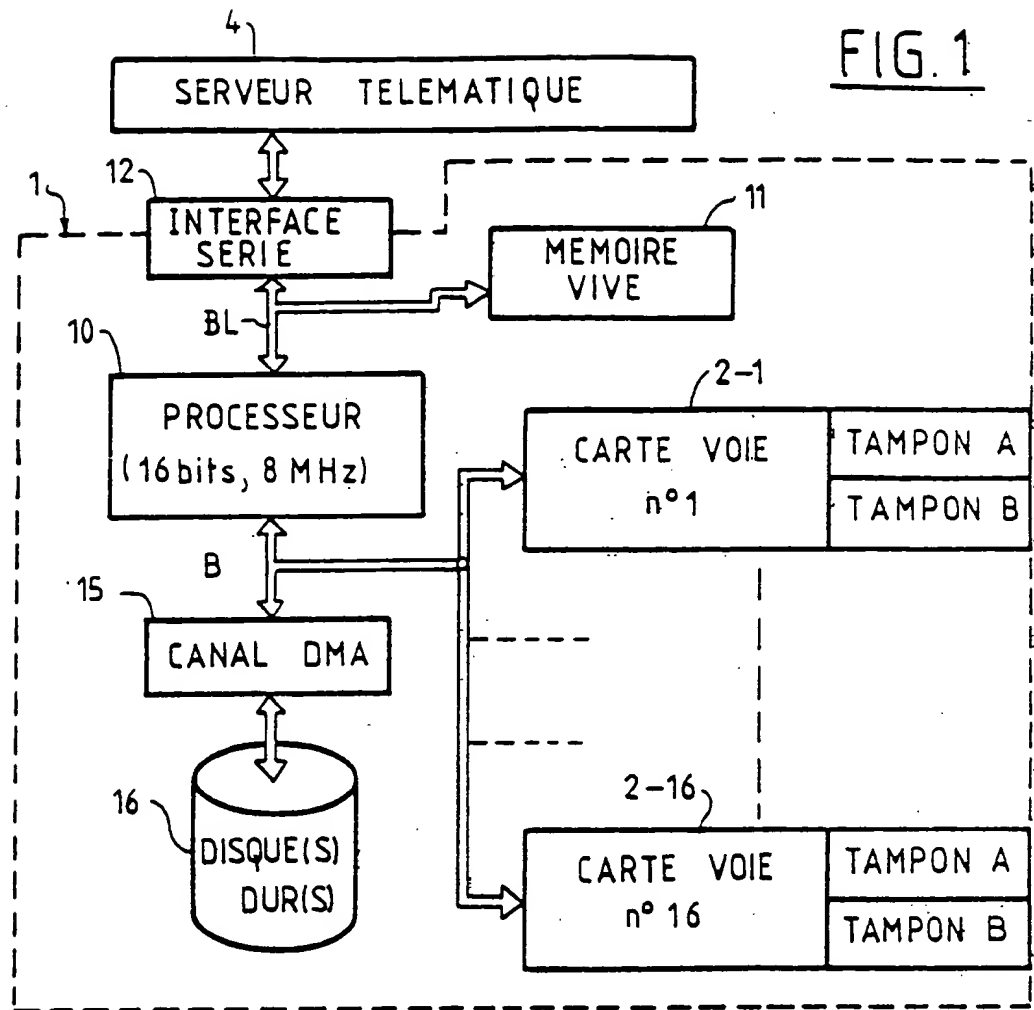 FIG. 1
4
SERVEUR TELEMATIQUE
12
1
INTERFACE
SERIE
11
MEMOIRE
VIVE
BL
10
PROCESSEUR
(16 bits, 8 MHz)
2-1
CARTE VOIE
n° 1
TAMPON A
TAMPON B
B
15
CANAL DMA
16
DISQUE(S)
DUR(S)
2-16
CARTE VOIE
n° 16
TAMPON A
TAMPON B